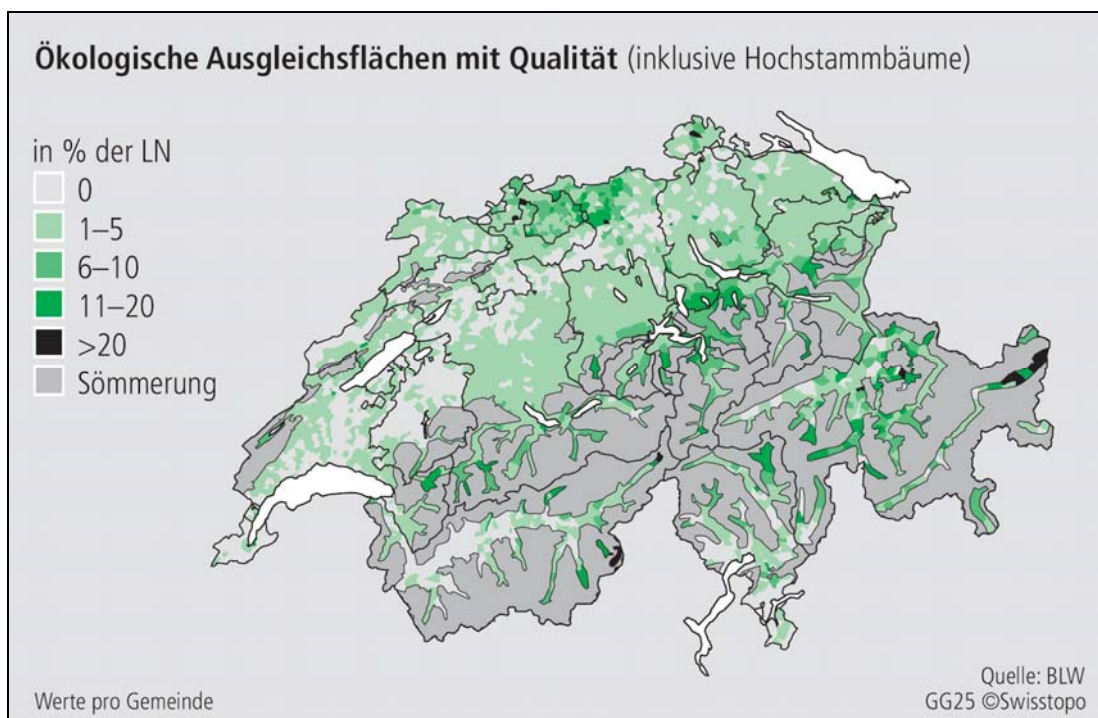 Ökologische Ausgleichsflächen mit Qualität (inklusive Hochstammbäume)
in % der LN
0
1–5
6–10
11–20
>20
Sömmerung
Quelle: BLW
Werte pro Gemeinde
GG25 ©Swisstopo